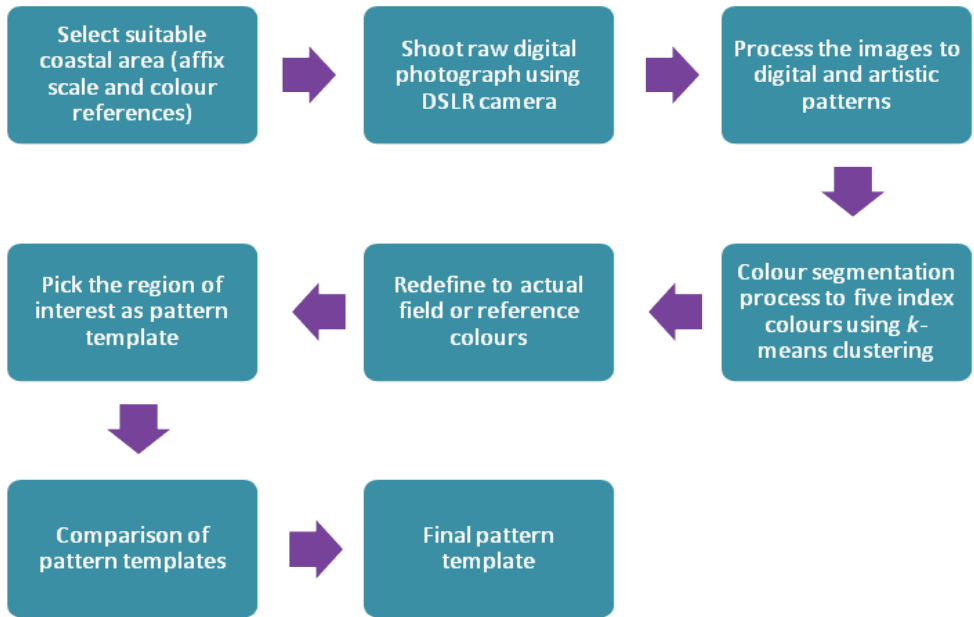 Select suitable
coastal area (affix
scale and colour
references)
Shoot raw digital
photograph using
DSLR camera
Process the images to
digital and artistic
patterns
Colour segmentation
process to five index
colours using k-
means clustering
Redefine to actual
field or reference
colours
Pick the region of
interest as pattern
template
Comparison of
pattern templates
Final pattern
template